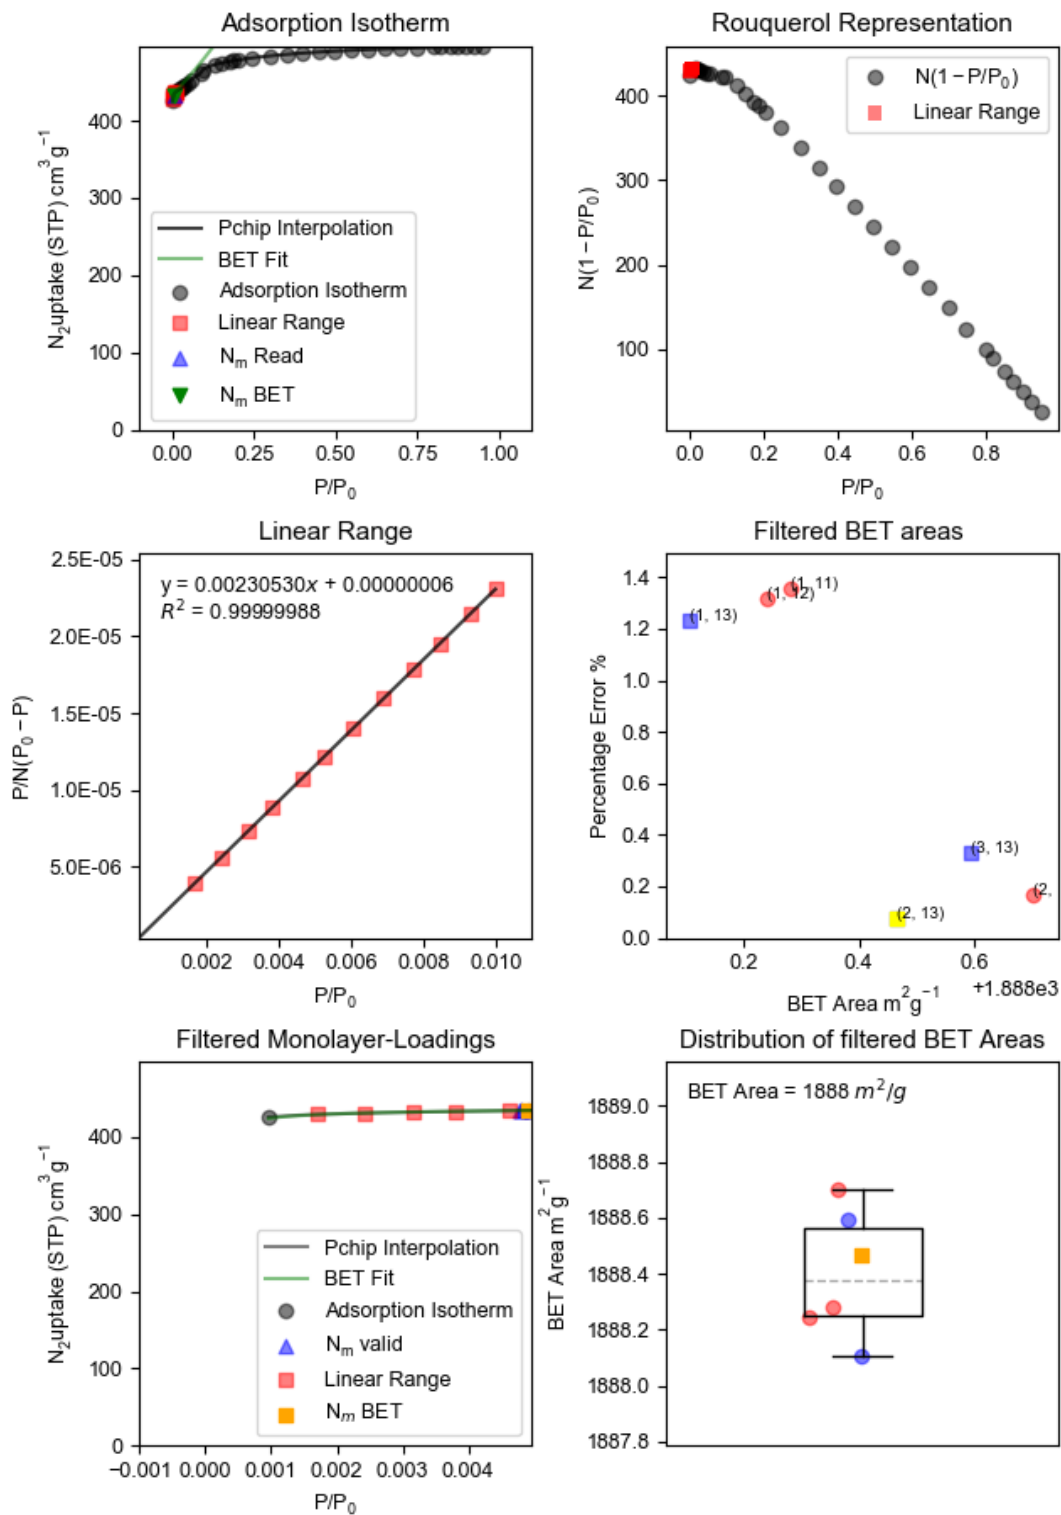 Adsorption Isotherm
N₂uptake (STP) cm³g⁻¹
400
300
200
100
0
Pchip Interpolation
BET Fit
Adsorption Isotherm
Linear Range
Nₘ Read
Nₘ BET
0.00 0.25 0.50 0.75 1.00
P/P₀
Rouquerol Representation
N(1−P/P₀)
400
300
200
100
N(1−P/P₀)
Linear Range
0.0 0.2 0.4 0.6 0.8
P/P₀
Linear Range
P/N(P₀−P)
2.5E-05
2.0E-05
1.5E-05
1.0E-05
5.0E-06
y = 0.00230530x + 0.00000006
R² = 0.99999988
0.002 0.004 0.006 0.008 0.010
P/P₀
Filtered BET areas
Percentage Error %
1.4
1.2
1.0
0.8
0.6
0.4
0.2
0.0
(1, 11)
(1, 12)
(1, 13)
(3, 13)
(2,
(2, 13)
0.2 0.4 0.6
+1.888e3
BET Area m²g⁻¹
Filtered Monolayer-Loadings
N₂uptake (STP) cm³g⁻¹
400
300
200
100
0
Pchip Interpolation
BET Fit
Adsorption Isotherm
Nₘ valid
Linear Range
Nₘ BET
−0.001 0.000 0.001 0.002 0.003 0.004
P/P₀
Distribution of filtered BET Areas
BET Area m²g⁻¹
BET Area = 1888 m²/g
1889.0
1888.8
1888.6
1888.4
1888.2
1888.0
1887.8